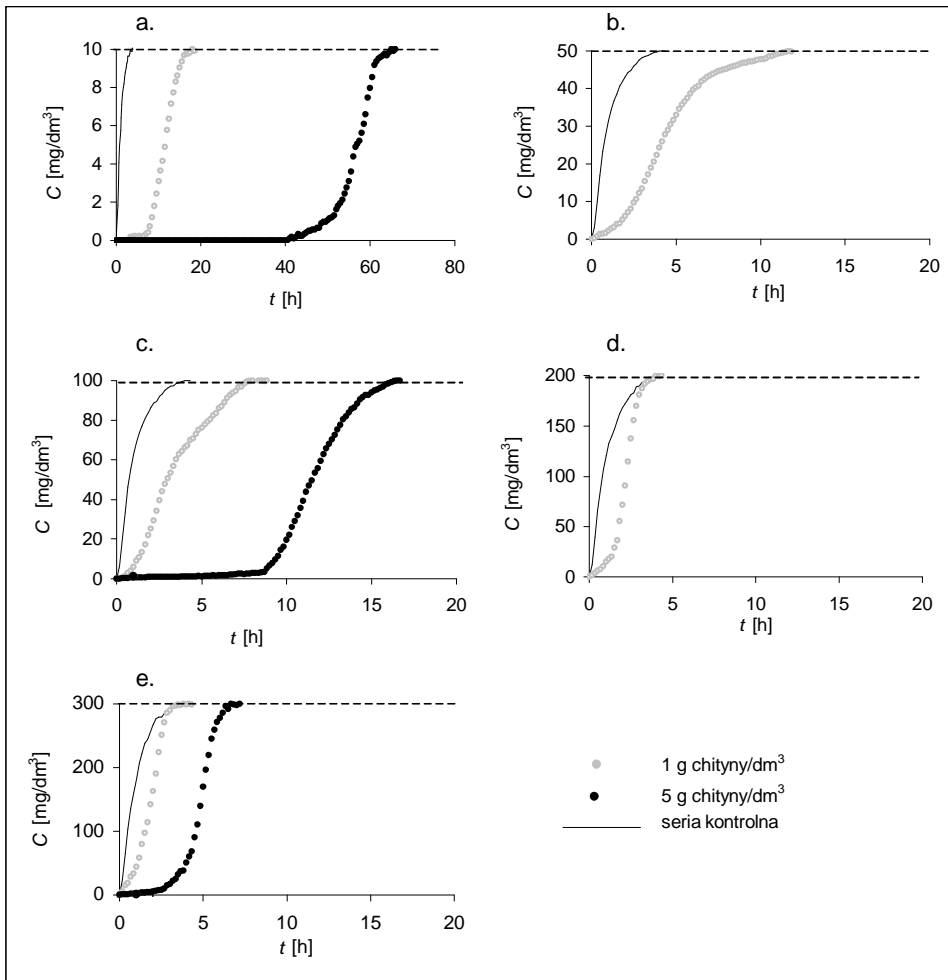 a.
10
8
6
4
2
0
C [mg/dm³]
0 20 40 60 80
t [h]
b.
50
40
30
20
10
0
C [mg/dm³]
0 5 10 15 20
t [h]
c.
100
80
60
40
20
0
C [mg/dm³]
0 5 10 15 20
t [h]
d.
200
150
100
50
0
C [mg/dm³]
0 5 10 15 20
t [h]
e.
300
200
100
0
C [mg/dm³]
0 5 10 15 20
t [h]
1 g chityny/dm³
5 g chityny/dm³
seria kontrolna